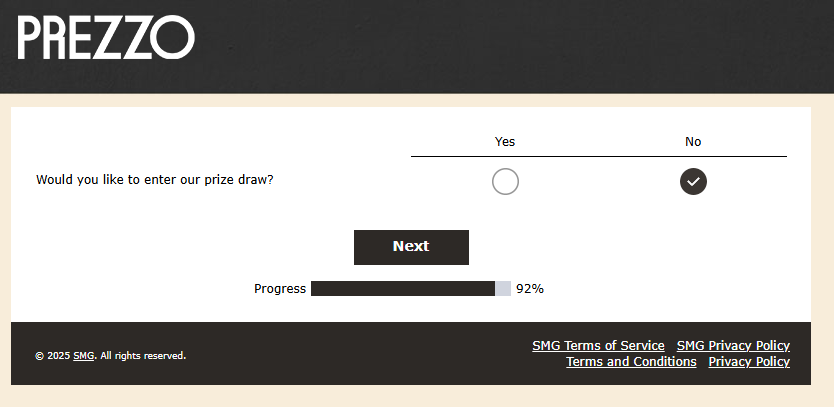 PREZZO
Yes No
Would you like to enter our prize draw?
Next
Progress 92%
© 2025 SMG. All rights reserved.
SMG Terms of Service SMG Privacy Policy
Terms and Conditions Privacy Policy